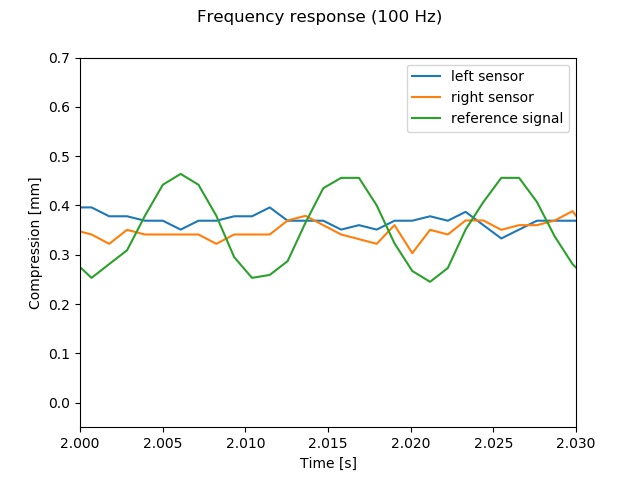 Frequency response (100 Hz)
left sensor
right sensor
reference signal
Compression [mm]
0.7
0.6
0.5
0.4
0.3
0.2
0.1
0.0
2.000 2.005 2.010 2.015 2.020 2.025 2.030
Time [s]